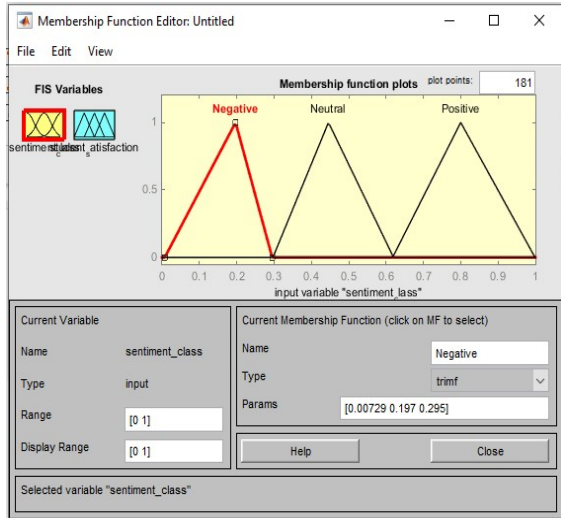 Membership Function Editor: Untitled
File Edit View
FIS Variables
Membership function plots plot points: 181
Negative Neutral Positive
1
0.5
0
0 0.1 0.2 0.3 0.4 0.5 0.6 0.7 0.8 0.9 1
input variable "sentiment_class"
Current Variable
Name sentiment_class
Type input
Range [0 1]
Display Range [0 1]
Current Membership Function (click on MF to select)
Name Negative
Type trimf
Params [0.00729 0.197 0.295]
Help Close
Selected variable "sentiment_class"